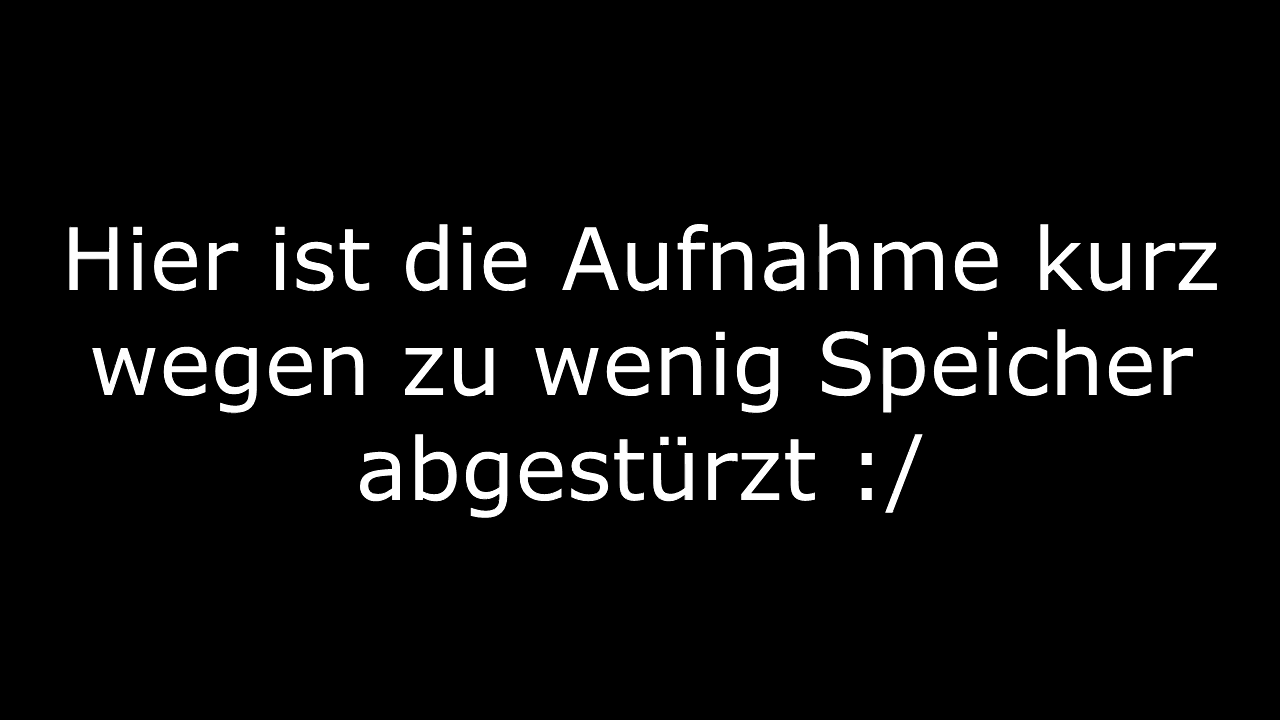 Hier ist die Aufnahme kurz
wegen zu wenig Speicher
abgestürzt :/